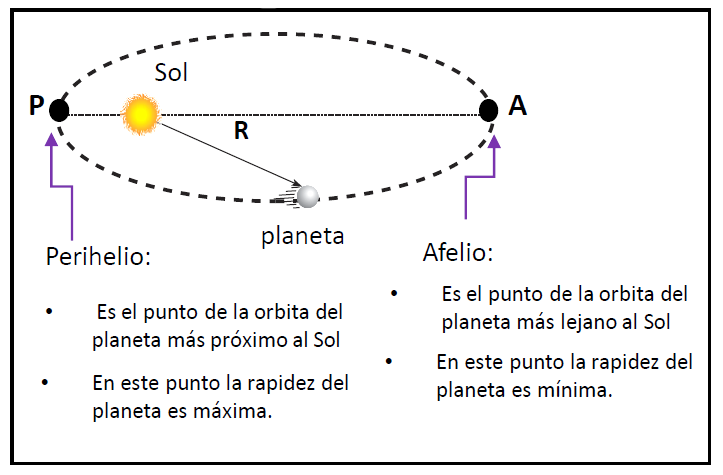 Sol
P
A
R
planeta
Perihelio:
• Es el punto de la orbita del
planeta más próximo al Sol
• En este punto la rapidez del
planeta es máxima.
Afelio:
• Es el punto de la orbita del
planeta más lejano al Sol
• En este punto la rapidez del
planeta es mínima.